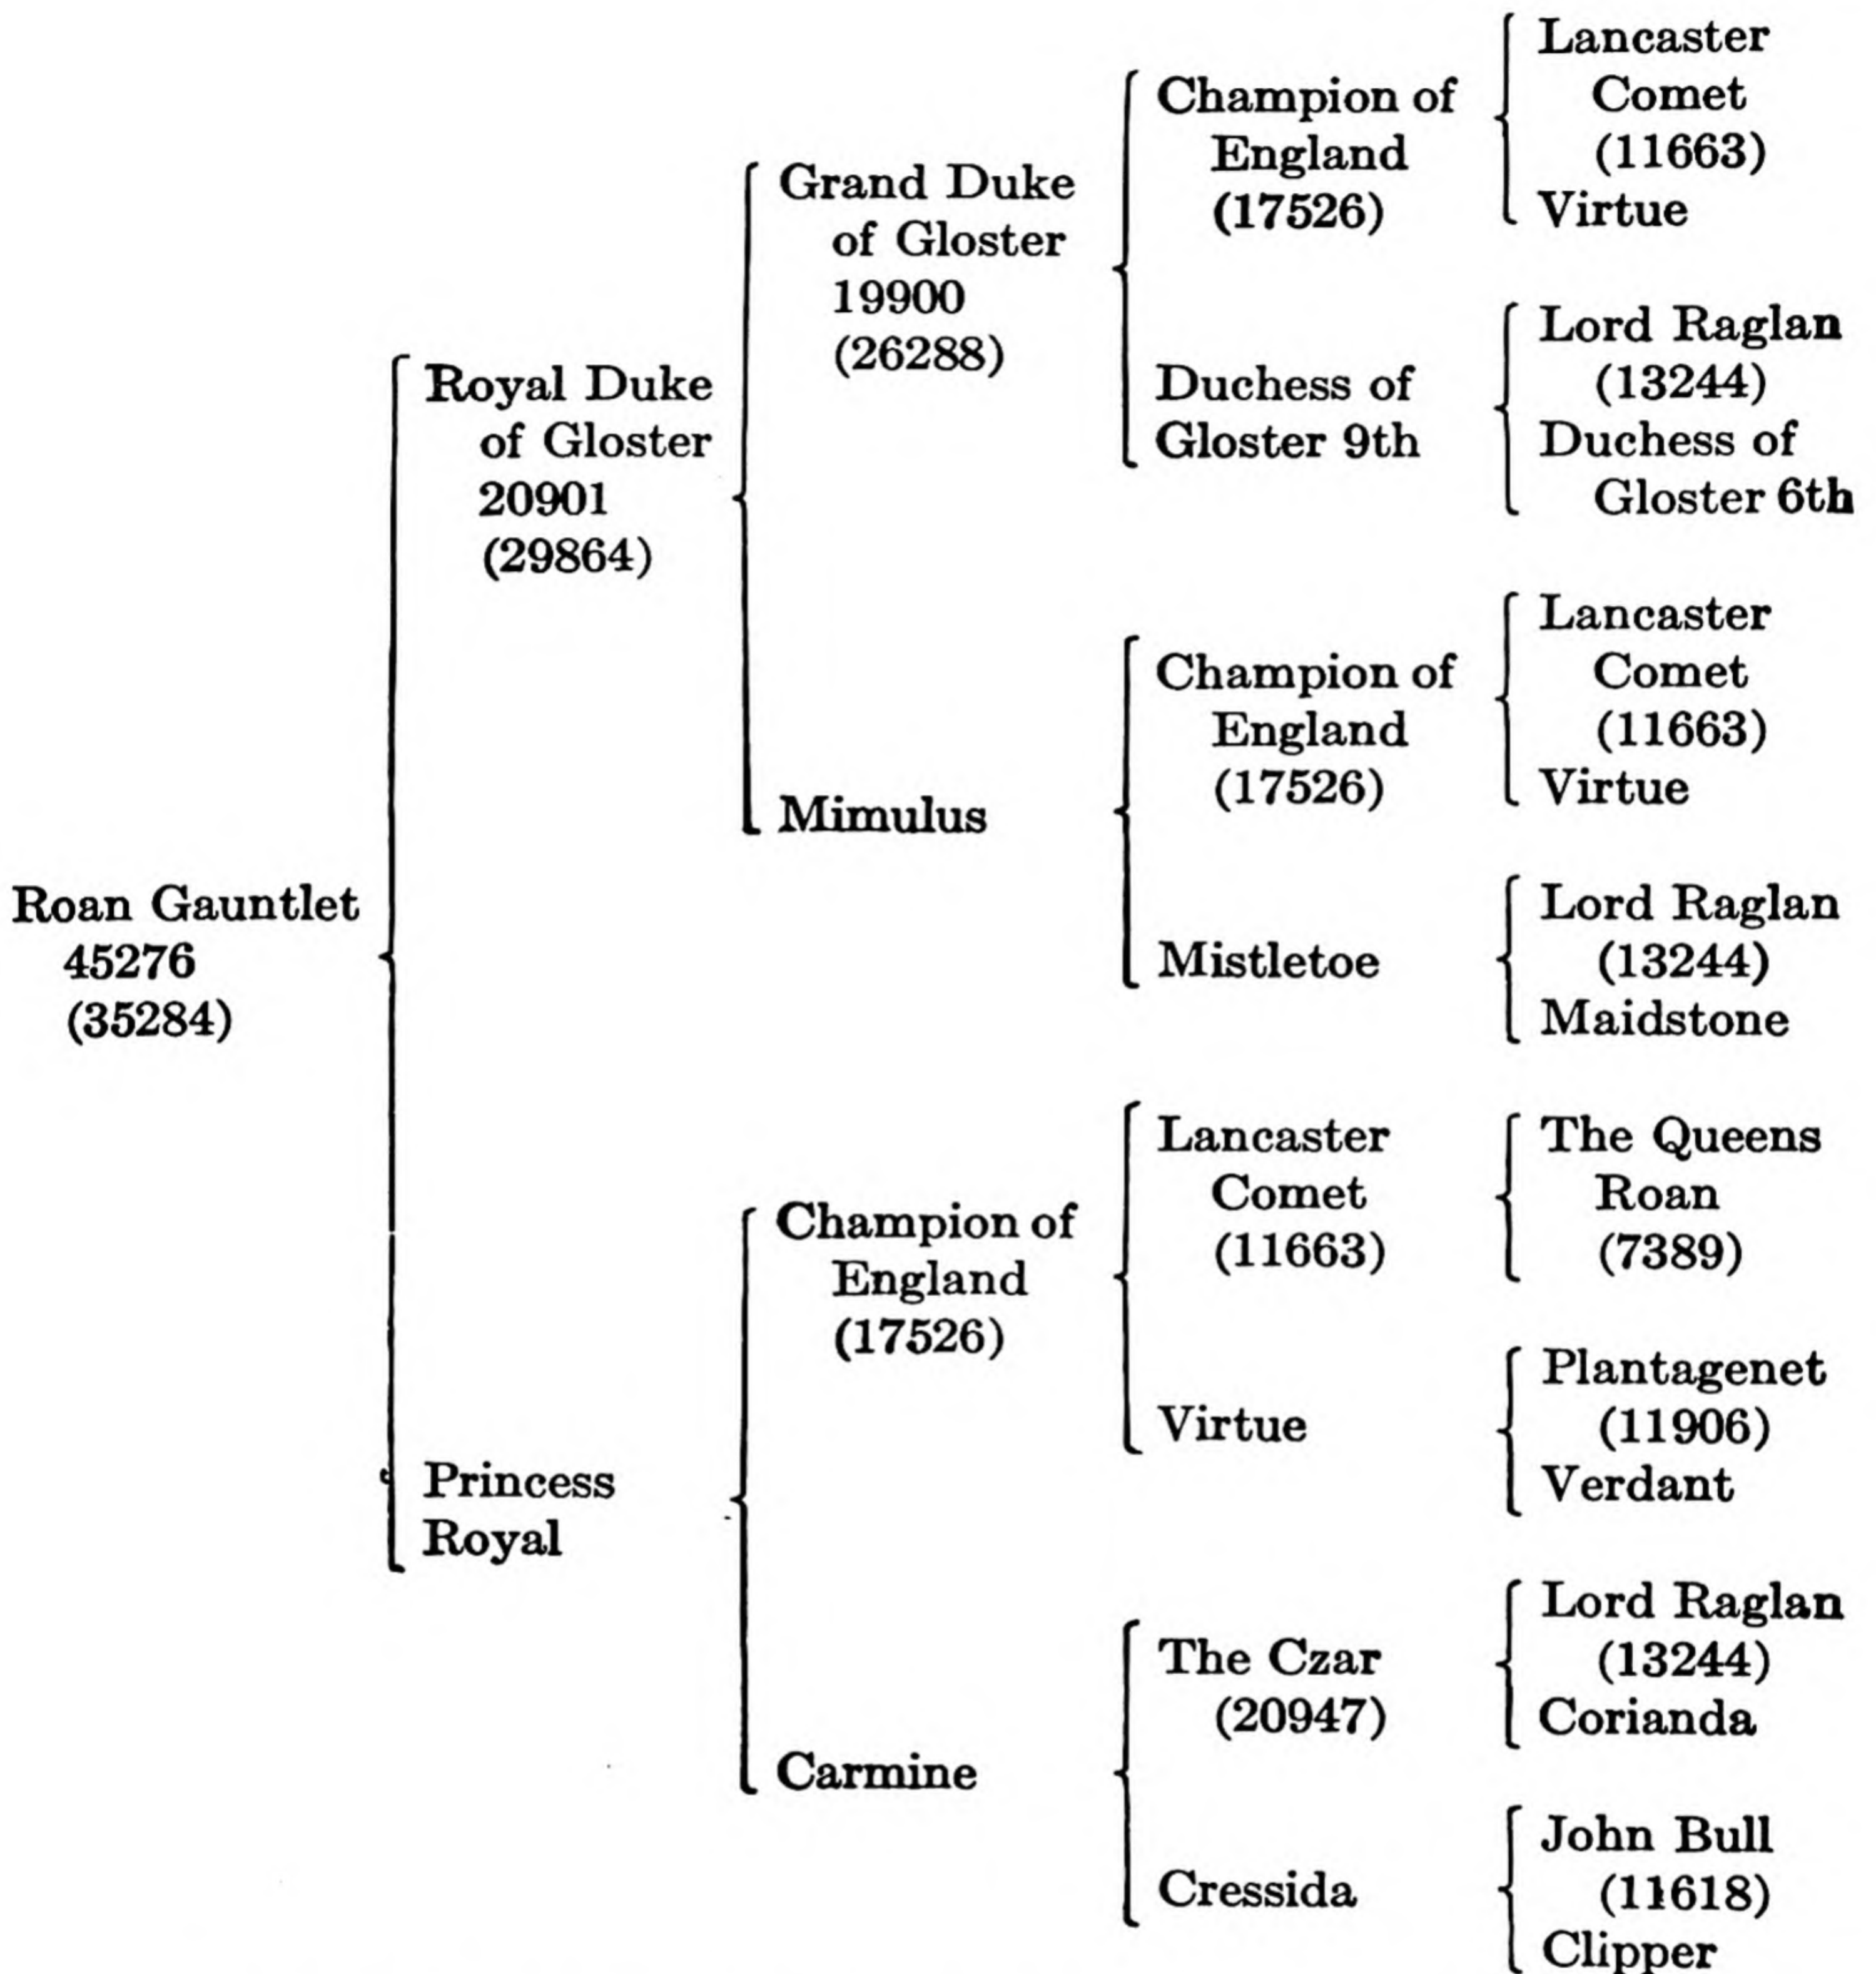 Roan Gauntlet
45276
(35284)
Royal Duke
of Gloster
20901
(29864)
Princess
Royal
Grand Duke
of Gloster
19900
(26288)
Mimulus
Champion of
England
(17526)
Carmine
Champion of
England
(17526)
Duchess of
Gloster 9th
Champion of
England
(17526)
Mistletoe
Lancaster
Comet
(11663)
Virtue
The Czar
(20947)
Cressida
Lancaster
Comet
(11663)
Virtue
Lord Raglan
(13244)
Duchess of
Gloster 6th
Lancaster
Comet
(11663)
Virtue
Lord Raglan
(13244)
Maidstone
The Queens
Roan
(7389)
Plantagenet
(11906)
Verdant
Lord Raglan
(13244)
Corianda
John Bull
(11618)
Clipper